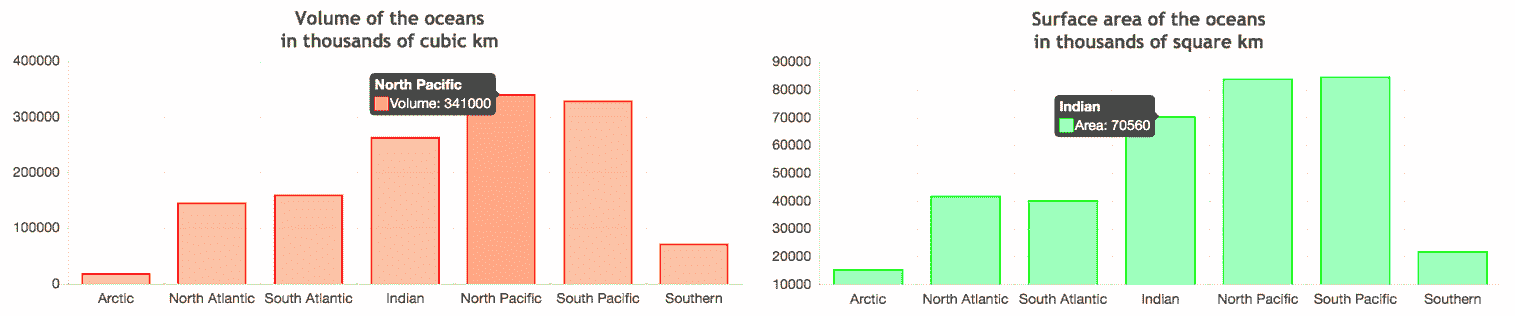 Volume of the oceans
in thousands of cubic km
400000
300000
200000
100000
0
North Pacific
Volume: 341000
Arctic
North Atlantic
South Atlantic
Indian
North Pacific
South Pacific
Southern
Surface area of the oceans
in thousands of square km
90000
80000
70000
60000
50000
40000
30000
20000
10000
Indian
Area: 70560
Arctic
North Atlantic
South Atlantic
Indian
North Pacific
South Pacific
Southern